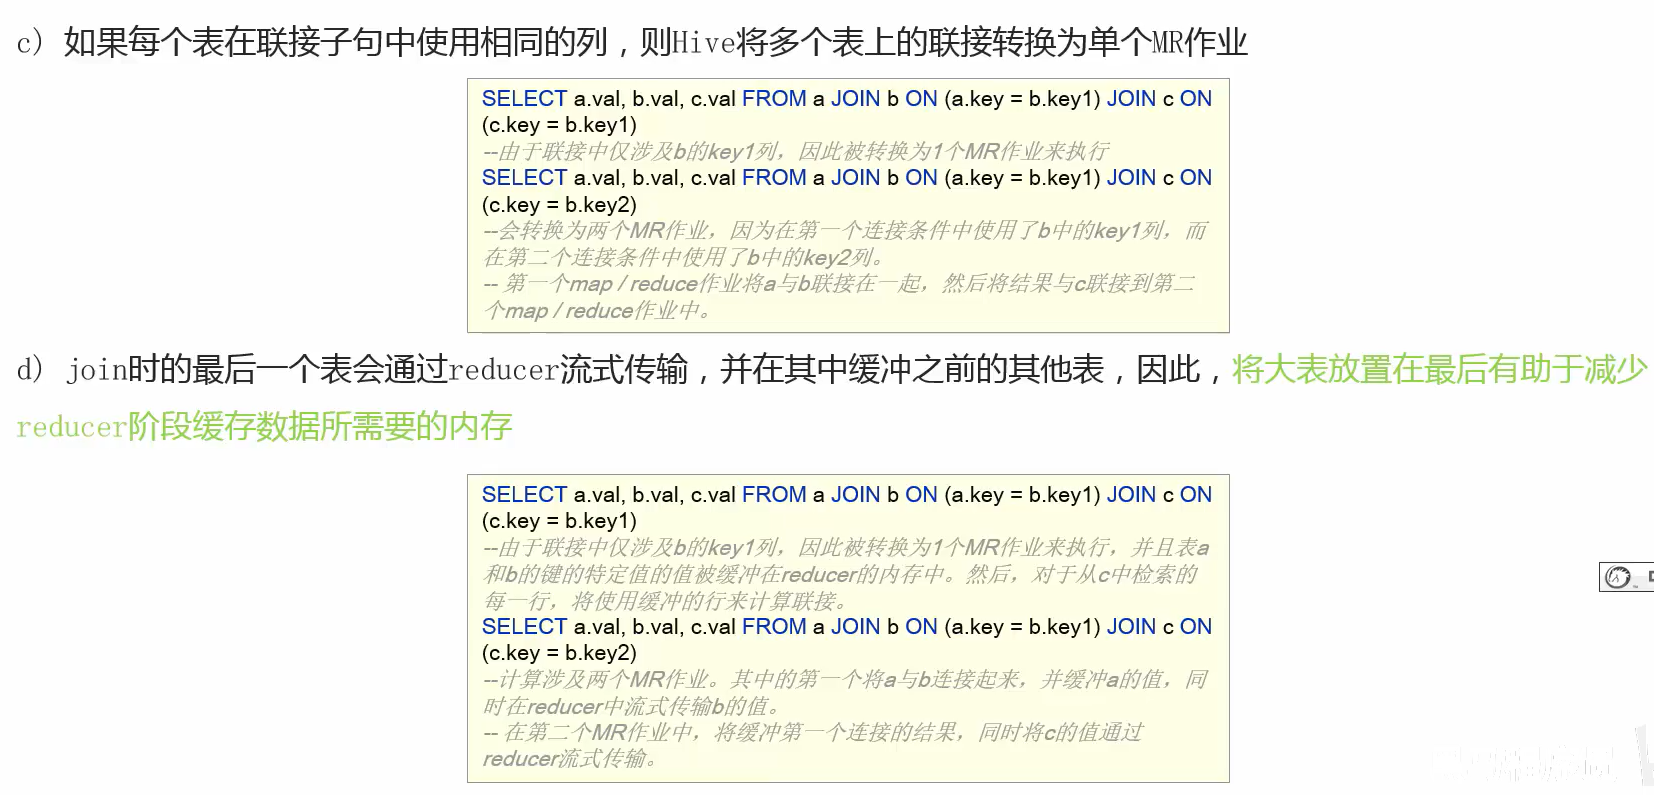 c) 如果每个表在联接子句中使用相同的列，则Hive将多个表上的联接转换为单个MR作业
SELECT a.val, b.val, c.val FROM a JOIN b ON (a.key = b.key1) JOIN c ON
(c.key = b.key1)
--由于联接中仅涉及b的key1列，因此被转换为1个MR作业来执行
SELECT a.val, b.val, c.val FROM a JOIN b ON (a.key = b.key1) JOIN c ON
(c.key = b.key2)
--会转换为两个MR作业，因为在第一个连接条件中使用了b中的key1列，而
在第二个连接条件中使用了b中的key2列。
-- 第一个map / reduce作业将a与b联接在一起，然后将结果与c联接到第二
个map / reduce作业中。
d) join时的最后一个表会通过reducer流式传输，并在其中缓冲之前的其他表，因此，将大表放置在最后有助于减少
reducer阶段缓存数据所需要的内存
SELECT a.val, b.val, c.val FROM a JOIN b ON (a.key = b.key1) JOIN c ON
(c.key = b.key1)
--由于联接中仅涉及b的key1列，因此被转换为1个MR作业来执行，并且表a
和b的键的特定值的值被缓冲在reducer的内存中。然后，对于从c中检索的
每一行，将使用缓冲的行来计算联接。
SELECT a.val, b.val, c.val FROM a JOIN b ON (a.key = b.key1) JOIN c ON
(c.key = b.key2)
--计算涉及两个MR作业。其中的第一个将a与b连接起来，并缓冲a的值，同
时在reducer中流式传输b的值。
-- 在第二个MR作业中，将缓冲第一个连接的结果，同时将c的值通过
reducer流式传输。